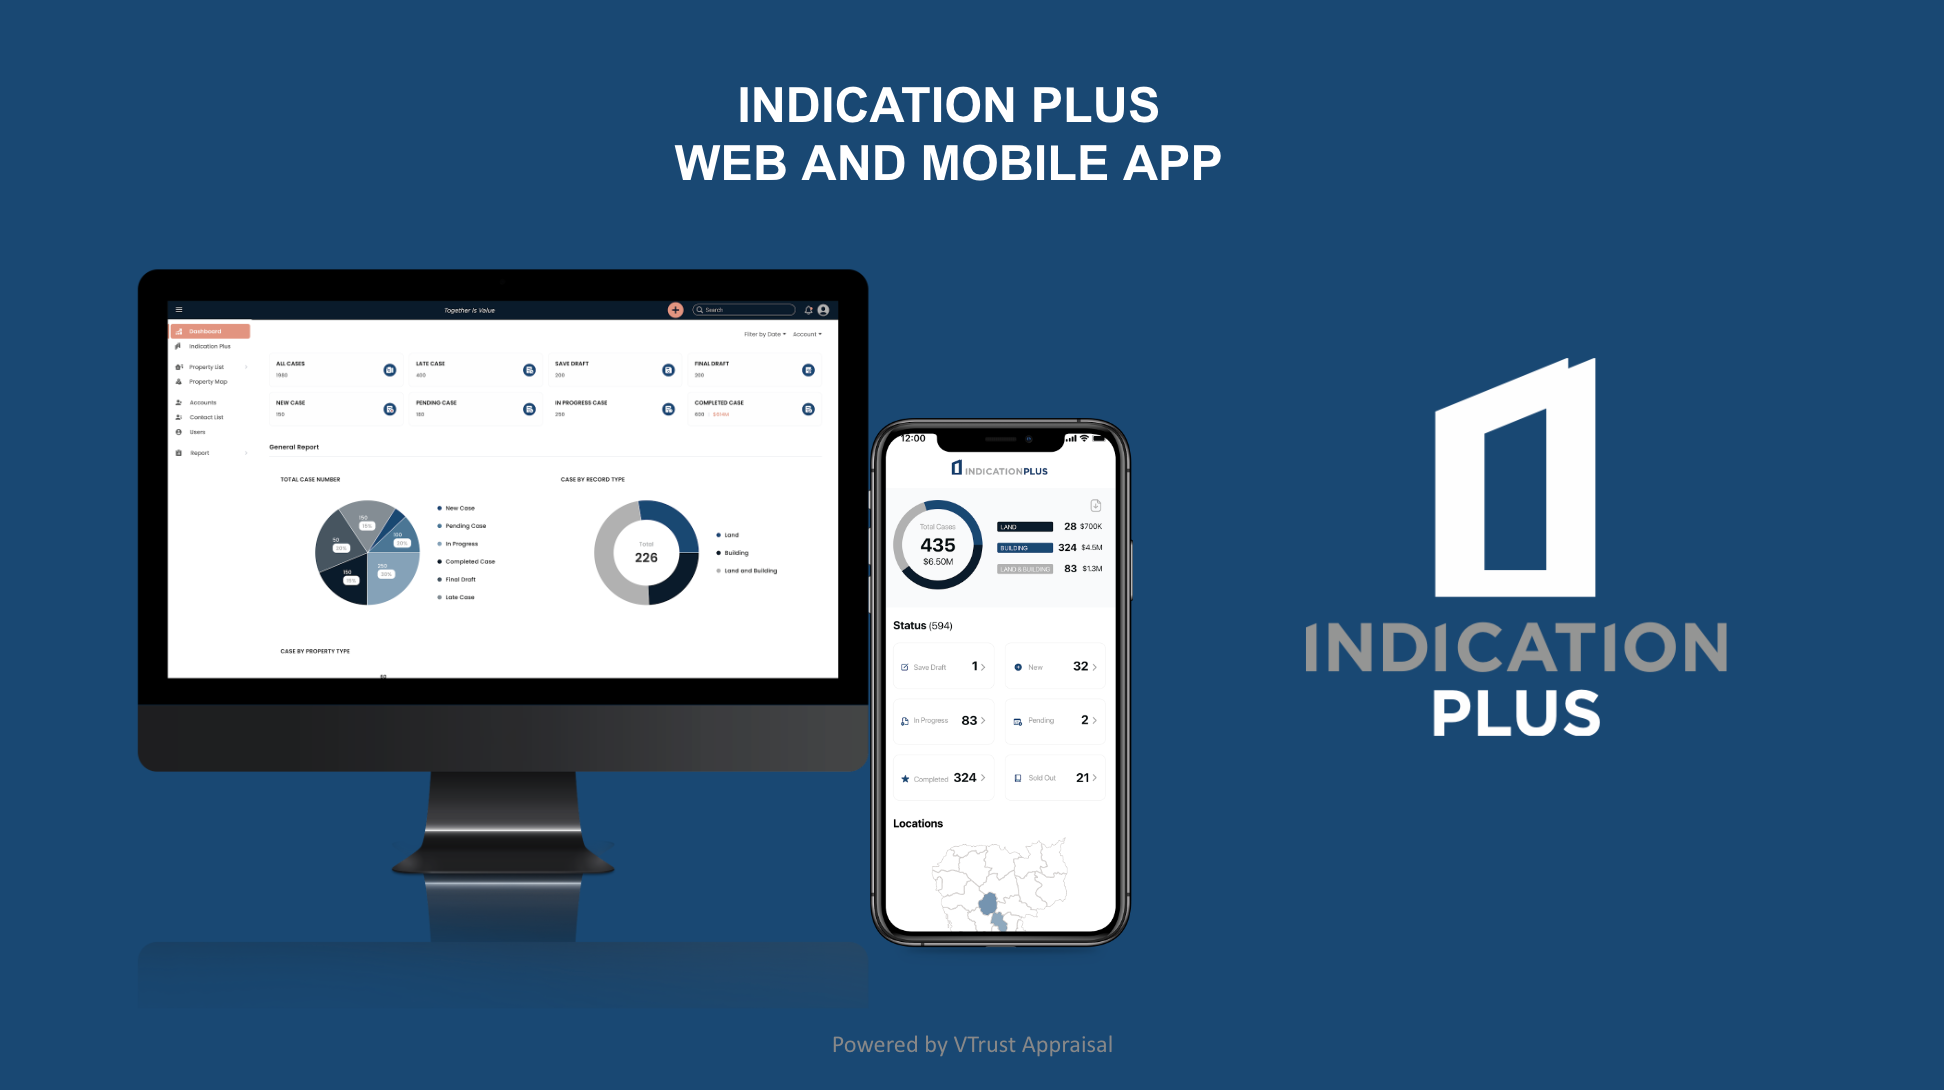 INDICATION PLUS
WEB AND MOBILE APP
Together Is Value
Search
Dashboard
Indication Plus
Property List
Property Map
Accounts
Contact List
Users
Report
Filter by Date
Account
ALL CASES
1980
LATE CASE
400
SAVE DRAFT
200
FINAL DRAFT
300
NEW CASE
150
PENDING CASE
IN PROGRESS CASE
250
COMPLETED CASE
600
General Report
TOTAL CASE NUMBER
150
15%
100
20%
250
150
15%
50
New Case
Pending Case
In Progress
Completed Case
Final Draft
Late Case
CASE BY RECORD TYPE
Total
226
Land
Building
Land and Building
CASE BY PROPERTY TYPE
12:00
INDICATIONPLUS
Total Cases
435
$6.50M
LAND 28 $700K
BUILDING 324 $4.5M
LAND & BUILDING 83 $1.3M
Status (594)
Save Draft 1
New 32
In Progress 83
Pending 2
Completed 324
Sold Out 21
Locations
INDICATION
PLUS
Powered by VTrust Appraisal